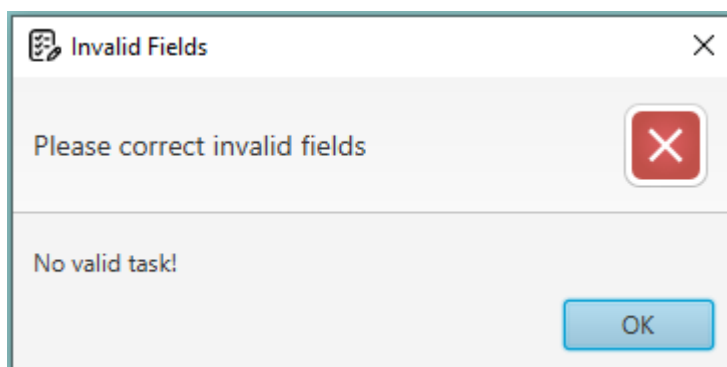 Invalid Fields
Please correct invalid fields
No valid task!
OK